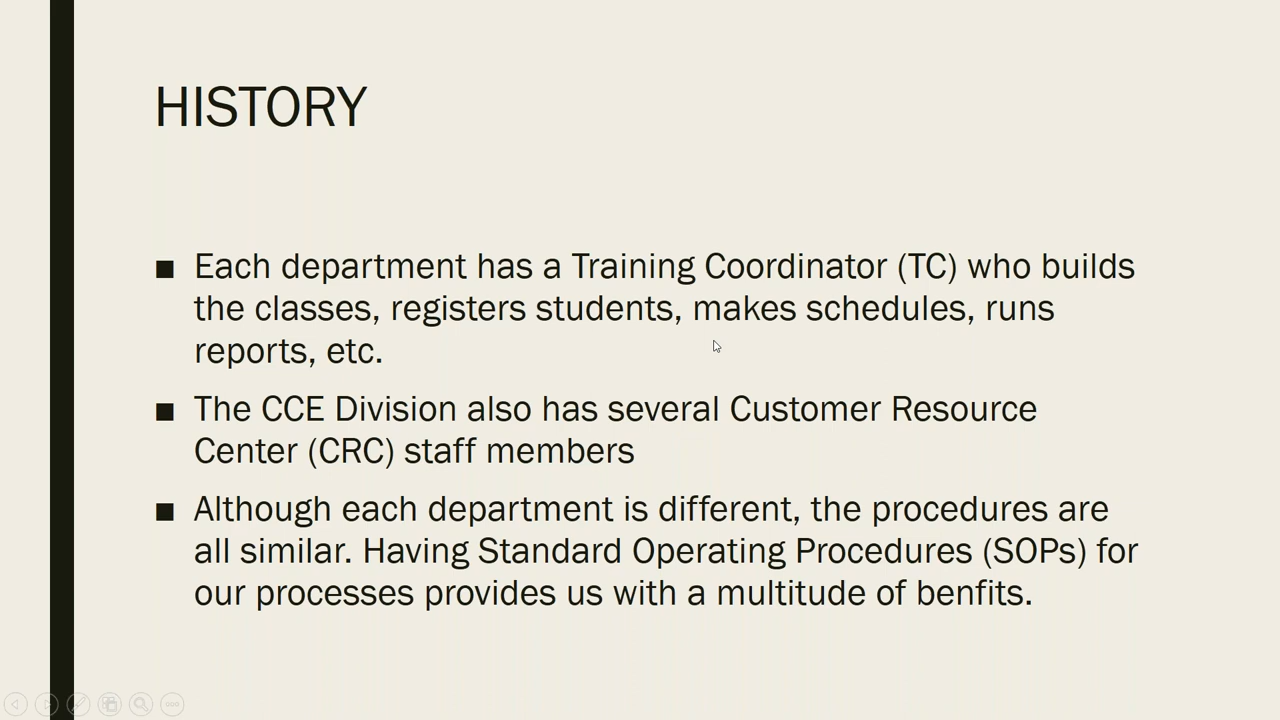 HISTORY
■ Each department has a Training Coordinator (TC) who builds
the classes, registers students, makes schedules, runs
reports, etc.
■ The CCE Division also has several Customer Resource
Center (CRC) staff members
■ Although each department is different, the procedures are
all similar. Having Standard Operating Procedures (SOPs) for
our processes provides us with a multitude of benfits.